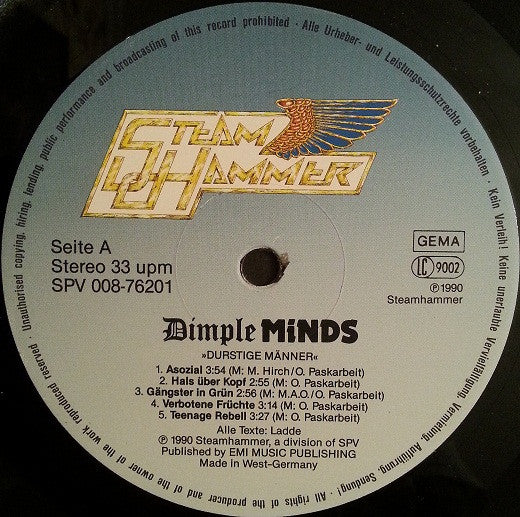 Unauthorised copying, hiring, lending, public performance and broadcasting of this record prohibited · Alle Urheber- und Leistungsschutzrechte vorbehalten · Kein Verleih! Keine unerlaubte Vervielfältigung, Vermietung, Aufführung, Sendung! · All rights of the producer and of the owner of the work reproduced reserved ·
STEAM
HAMMER
Seite A
Stereo 33 upm
SPV 008-76201
GEMA
LC 9002
℗ 1990
Steamhammer
Dimple MiNDS
»DURSTIGE MÄNNER«
1. Asozial 3:54 (M: M. Hirch/O. Paskarbeit)
2. Hals über Kopf 2:55 (M: O. Paskarbeit)
3. Gängster in Grün 2:56 (M: M.A.O./O. Paskarbeit)
4. Verbotene Früchte 3:14 (M: O. Paskarbeit)
5. Teenage Rebell 3:27 (M: O. Paskarbeit)
Alle Texte: Ladde
℗ 1990 Steamhammer, a division of SPV
Published by EMI MUSIC PUBLISHING
Made in West-Germany